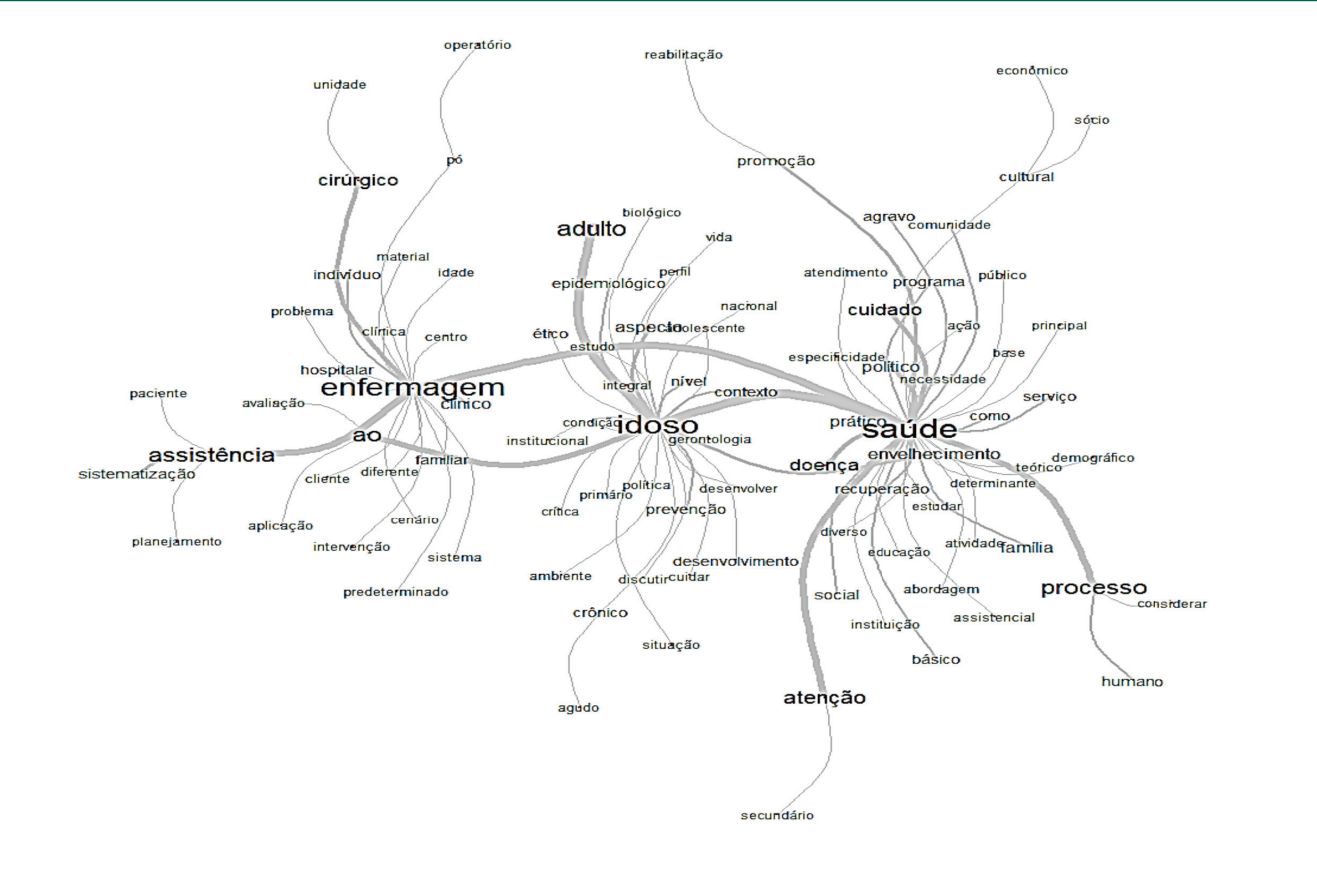 operatório
reabilitação
econômico
unidade
sócio
pó
promoção
cirúrgico
cultural
biológico
agravo
comunidade
adulto
vida
material
indivíduo
idade
epidemiológico
perfil
atendimento
programa
público
problema
nacional
cuidado
clínica
centro
ético
aspecto
adolescente
ação
principal
estudo
especificidade
político
base
hospitalar
enfermagem
integral
nível
contexto
necessidade
serviço
paciente
avaliação
clínico
condição
idoso
prático
saúde
como
ao
institucional
gerontologia
assistência
familiar
doença
envelhecimento
demográfico
sistematização
cliente
diferente
teórico
política
primário
desenvolver
recuperação
determinante
crítica
prevenção
estudar
aplicação
cenário
diverso
planejamento
intervenção
sistema
educação
atividade
família
desenvolvimento
predeterminado
ambiente
discutir
cuidar
social
abordagem
processo
crônico
considerar
instituição
assistencial
situação
básico
humano
agudo
atenção
secundário